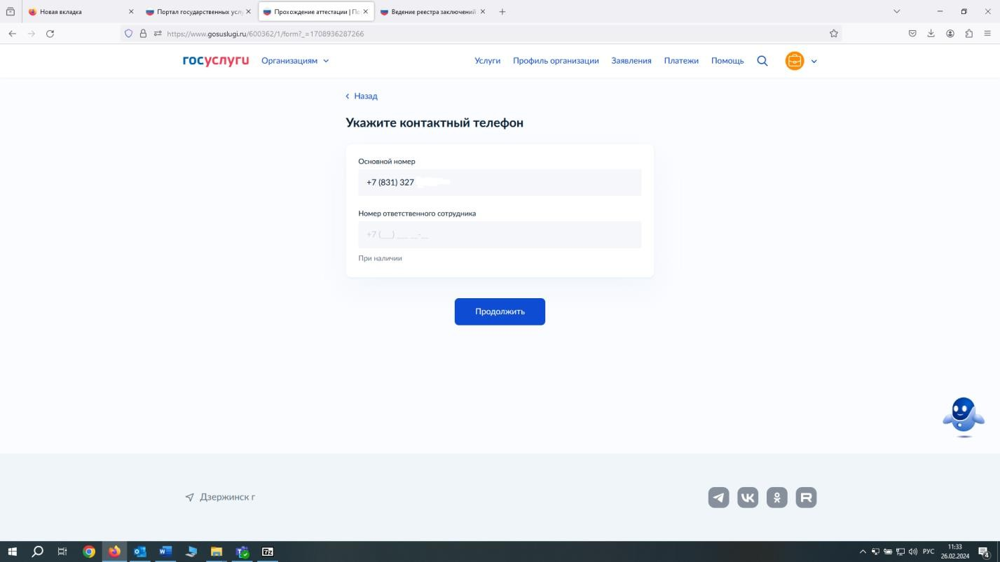 Новая вкладка
Портал государственных услу
Прохождение аттестации | По
Ведение реестра заключений
https://www.gosuslugi.ru/600362/1/form?_=1708936287266
госуслуги
Организациям
Услуги
Профиль организации
Заявления
Платежи
Помощь
Назад
Укажите контактный телефон
Основной номер
+7 (831) 327
Номер ответственного сотрудника
+7 (___) ___ __-__
При наличии
Продолжить
Дзержинск г
РУС
11:33
26.02.2024
4